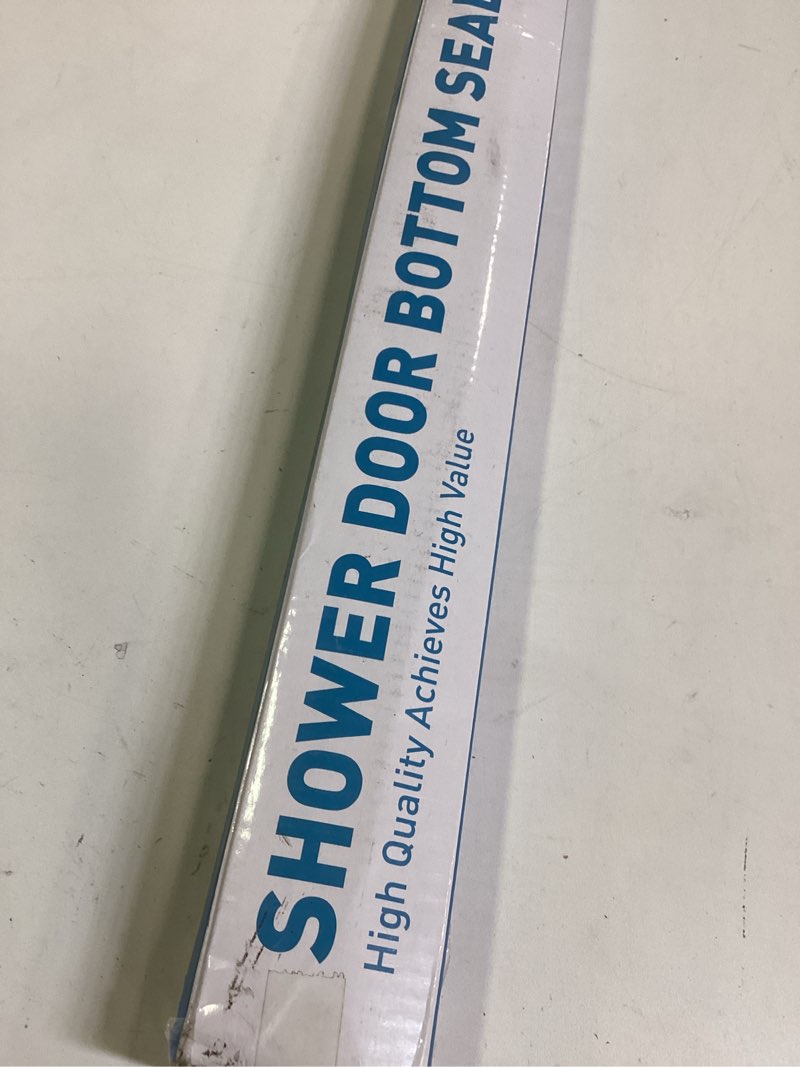 SHOWER DOOR BOTTOM SEAL
High Quality Achieves High Value